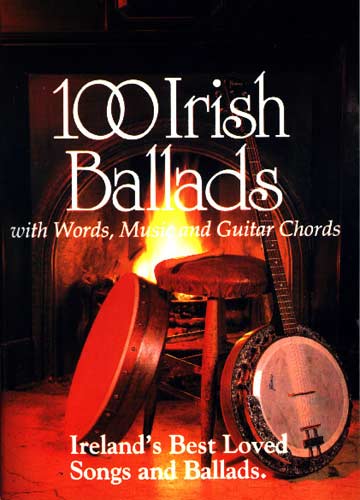 100 Irish
Ballads
with Words, Music and Guitar Chords
Ireland's Best Loved
Songs and Ballads.